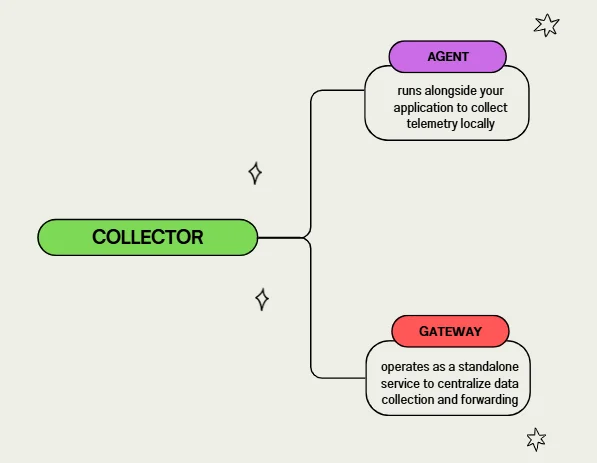 AGENT
runs alongside your
application to collect
telemetry locally
COLLECTOR
GATEWAY
operates as a standalone
service to centralize data
collection and forwarding